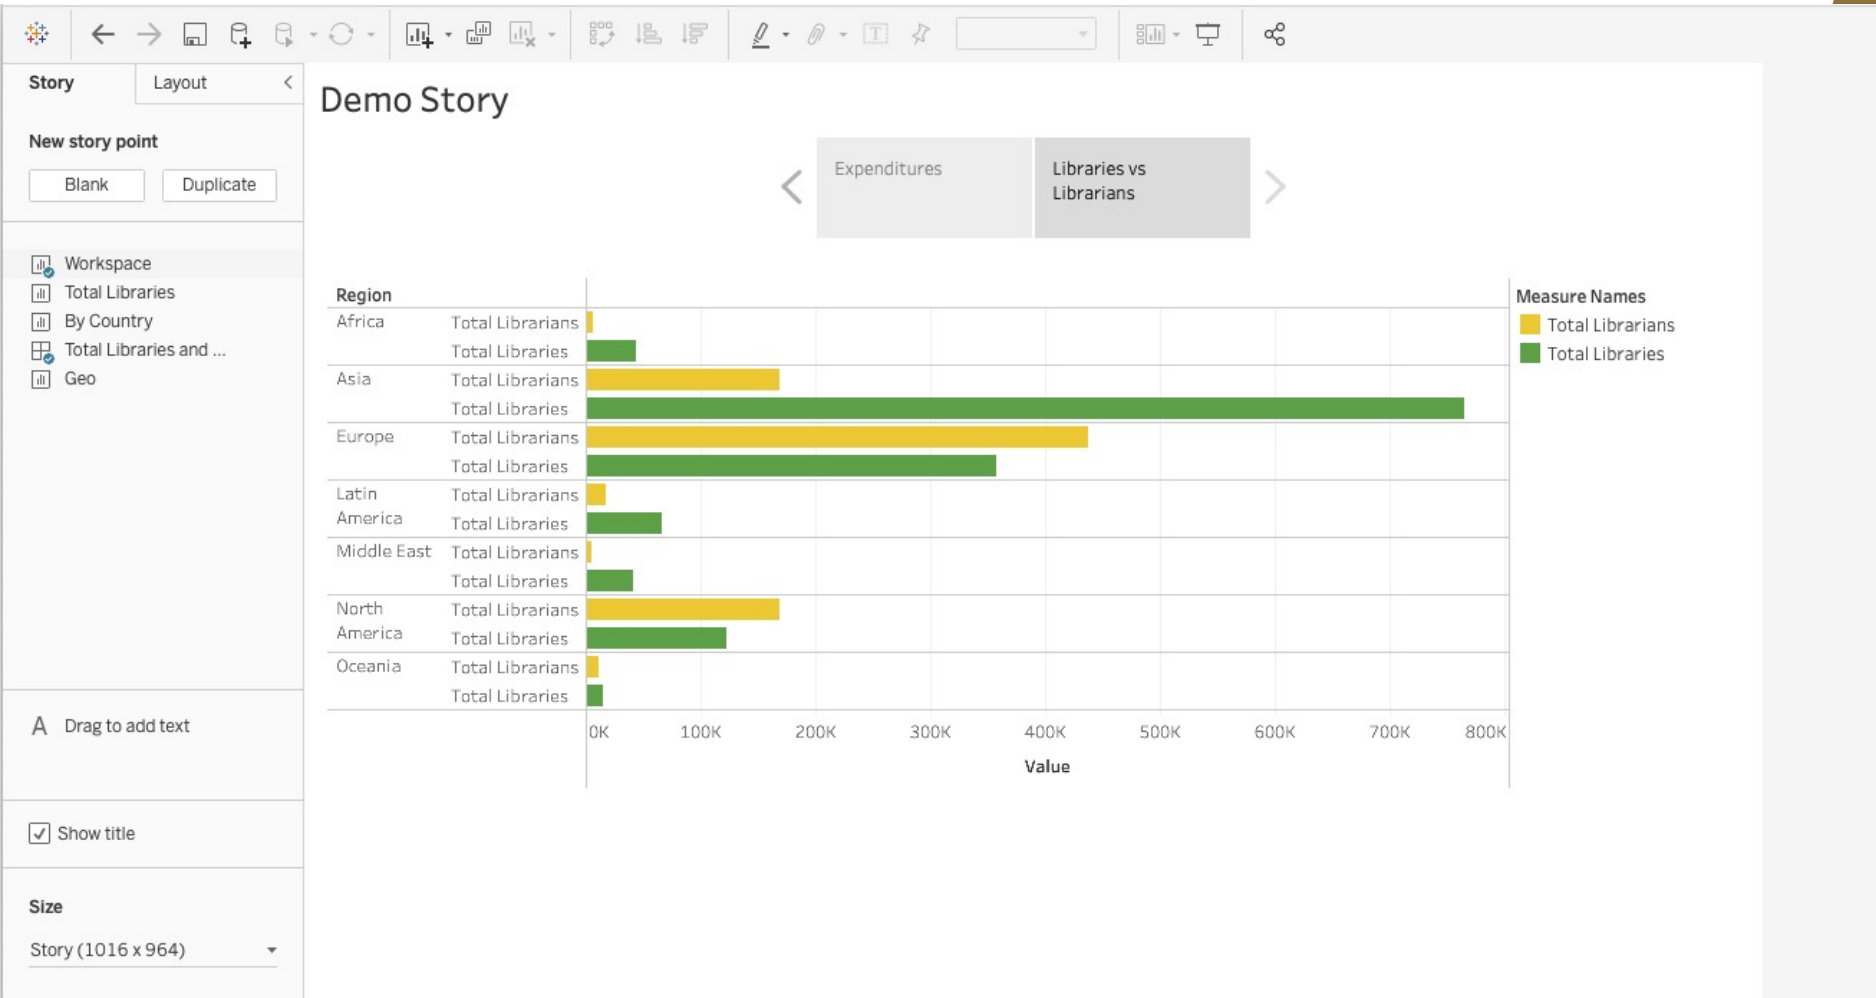 Story
Layout
New story point
Blank
Duplicate
Workspace
Total Libraries
By Country
Total Libraries and ...
Geo
A Drag to add text
Show title
Size
Story (1016 x 964)
T
Demo Story
Expenditures
Libraries vs
Librarians
Region
Africa
Total Librarians
Total Libraries
Asia
Total Librarians
Total Libraries
Europe
Total Librarians
Total Libraries
Latin
America
Total Librarians
Total Libraries
Middle East
Total Librarians
Total Libraries
North
America
Total Librarians
Total Libraries
Oceania
Total Librarians
Total Libraries
0K 100K 200K 300K 400K 500K 600K 700K 800K
Value
Measure Names
Total Librarians
Total Libraries